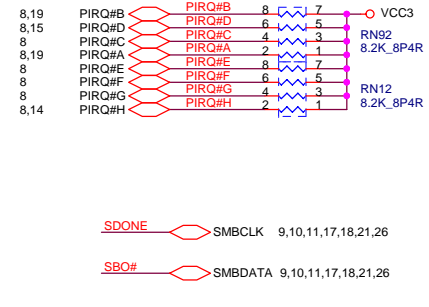 8,19 PIRQ#B PIRQ#B 8 7 VCC3
8,15 PIRQ#D PIRQ#D 6 5
8 PIRQ#C PIRQ#C 4 3 RN92
8,19 PIRQ#A PIRQ#A 2 1 8.2K_8P4R
8 PIRQ#E PIRQ#E 8 7
8 PIRQ#F PIRQ#F 6 5
8 PIRQ#G PIRQ#G 4 3 RN12
8,14 PIRQ#H PIRQ#H 2 1 8.2K_8P4R
SDONE SMBCLK 9,10,11,17,18,21,26
SBO# SMBDATA 9,10,11,17,18,21,26